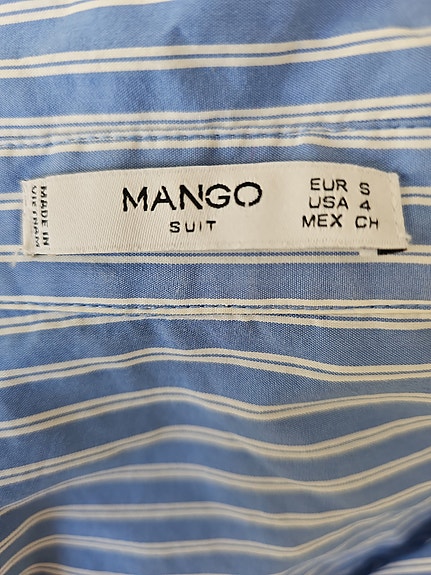 MADE IN
VIETNAM
MANGO
SUIT
EUR S
USA 4
MEX CH